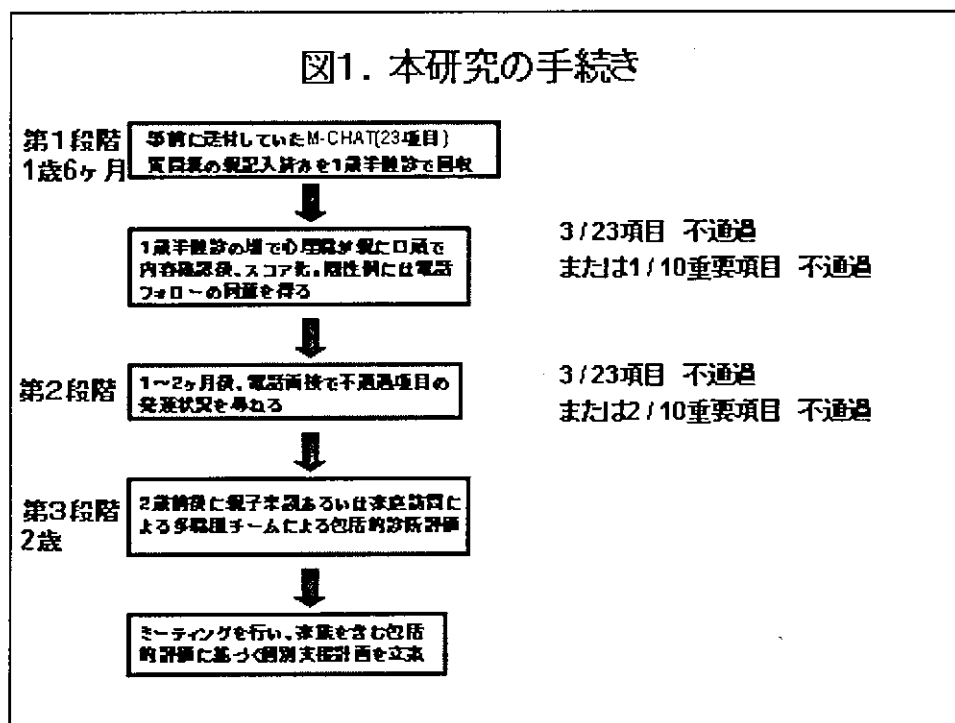 図1. 本研究の手続き
第1段階
1歳6ヶ月
事前に送付していたM-CHAT(23項目)
質問票の親記入済みを1歳半健診で回収
1歳半健診の場で心理職が親に口頭で
内容確認後、スコア化。陽性例には電話
フォローの同意を得る
3/23項目 不通過
または1/10重要項目 不通過
第2段階
1~2ヶ月後、電話面接で不通過項目の
発達状況を尋ねる
3/23項目 不通過
または2/10重要項目 不通過
第3段階
2歳
2歳前後に親子来談あるいは家庭訪問に
よる多職種チームによる包括的診断評価
ミーティングを行い、家族を含む包括
的評価に基づく個別支援計画を立案